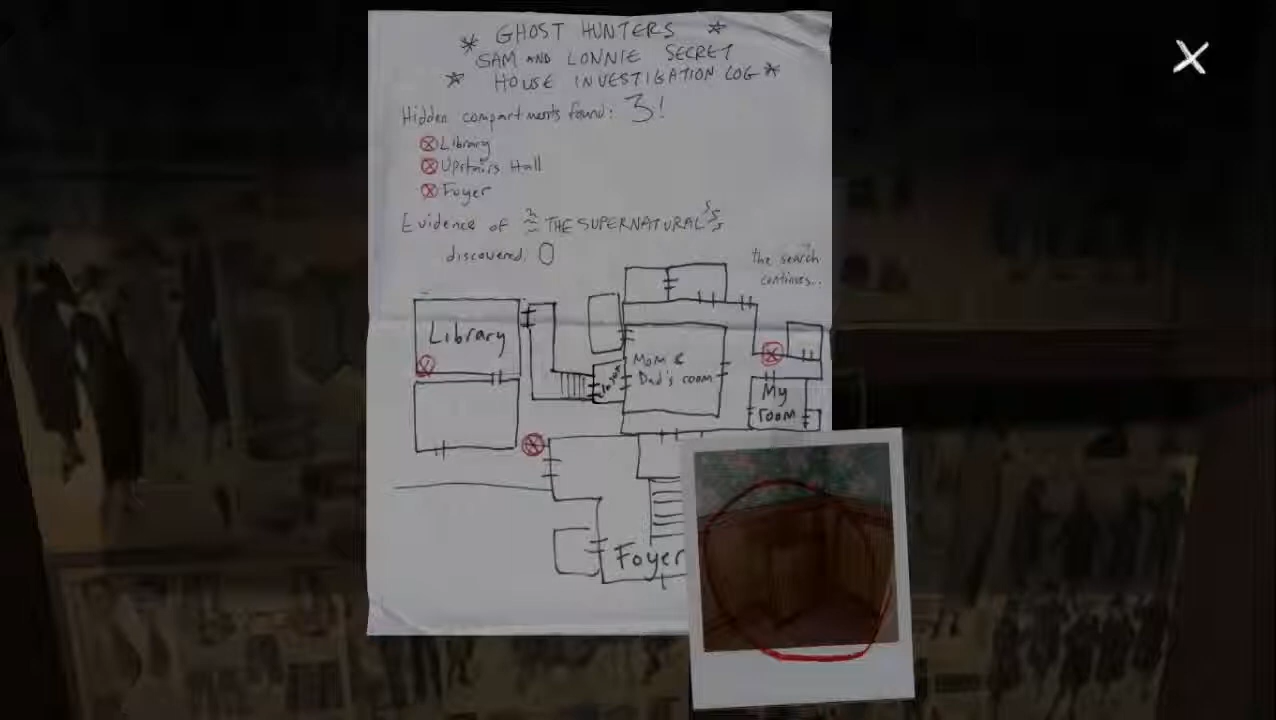 GHOST HUNTERS
SAM AND LONNIE SECRET
HOUSE INVESTIGATION LOG
Hidden compartments found: 3!
Library
Upstairs Hall
Foyer
Evidence of THE SUPERNATURAL
discovered: 0
the search
continues...
Library
Mom &
Dad's room
My
room
Foyer